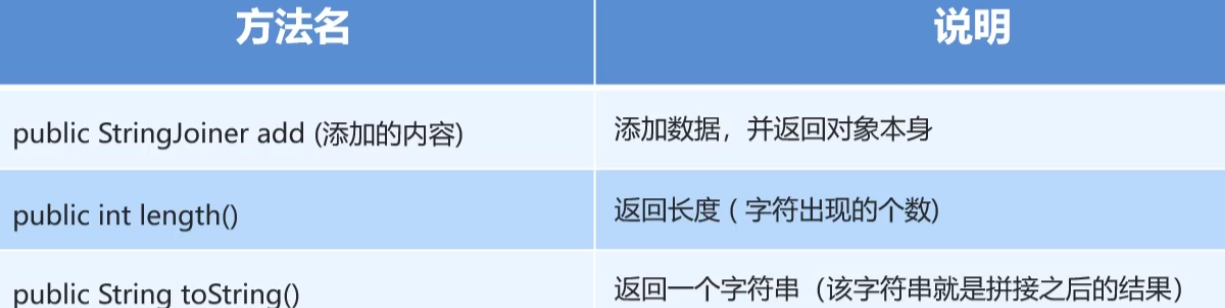 方法名 说明
public StringJoiner add (添加的内容) 添加数据，并返回对象本身
public int length() 返回长度 ( 字符出现的个数)
public String toString() 返回一个字符串（该字符串就是拼接之后的结果）